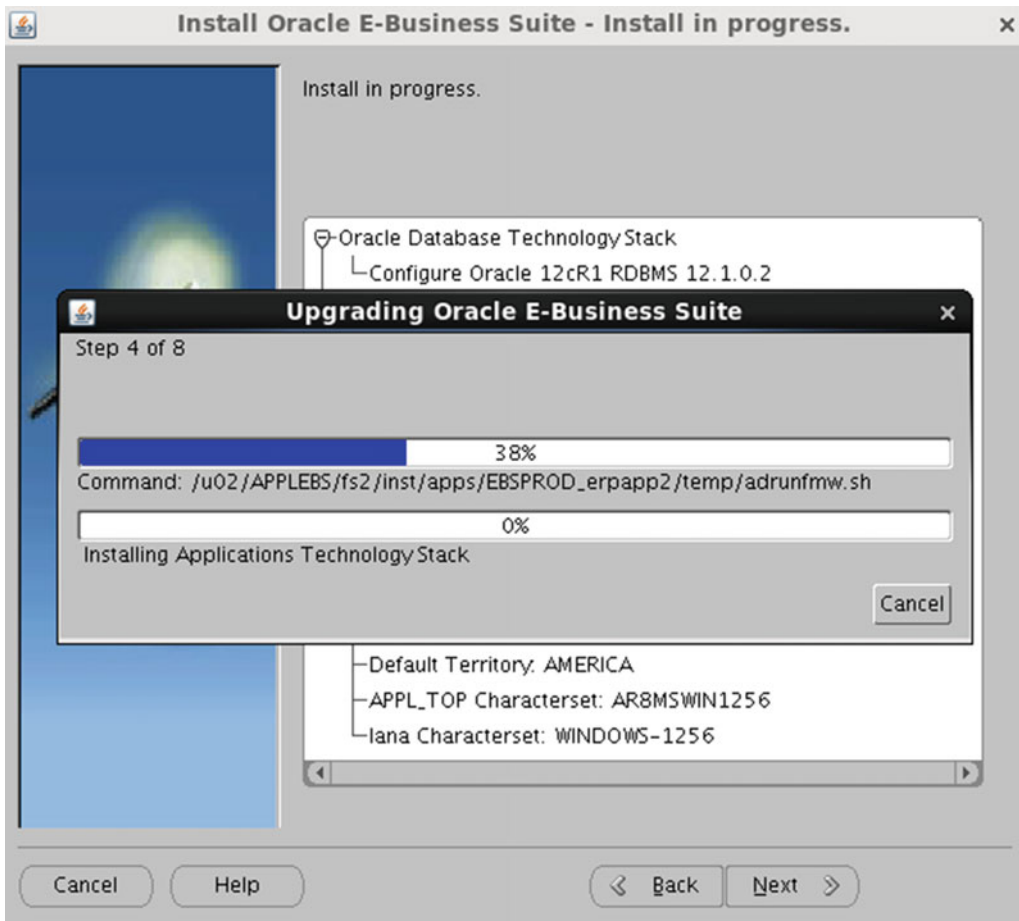 Install Oracle E-Business Suite - Install in progress.
Install in progress.
Oracle Database Technology Stack
Configure Oracle 12cR1 RDBMS 12.1.0.2
Upgrading Oracle E-Business Suite
Step 4 of 8
38%
Command: /u02/APPLEBS/fs2/inst/apps/EBSPROD_erpapp2/temp/adrunfmw.sh
0%
Installing Applications Technology Stack
Cancel
Default Territory: AMERICA
APPL_TOP Characterset: AR8MSWIN1256
Iana Characterset: WINDOWS-1256
Cancel Help Back Next